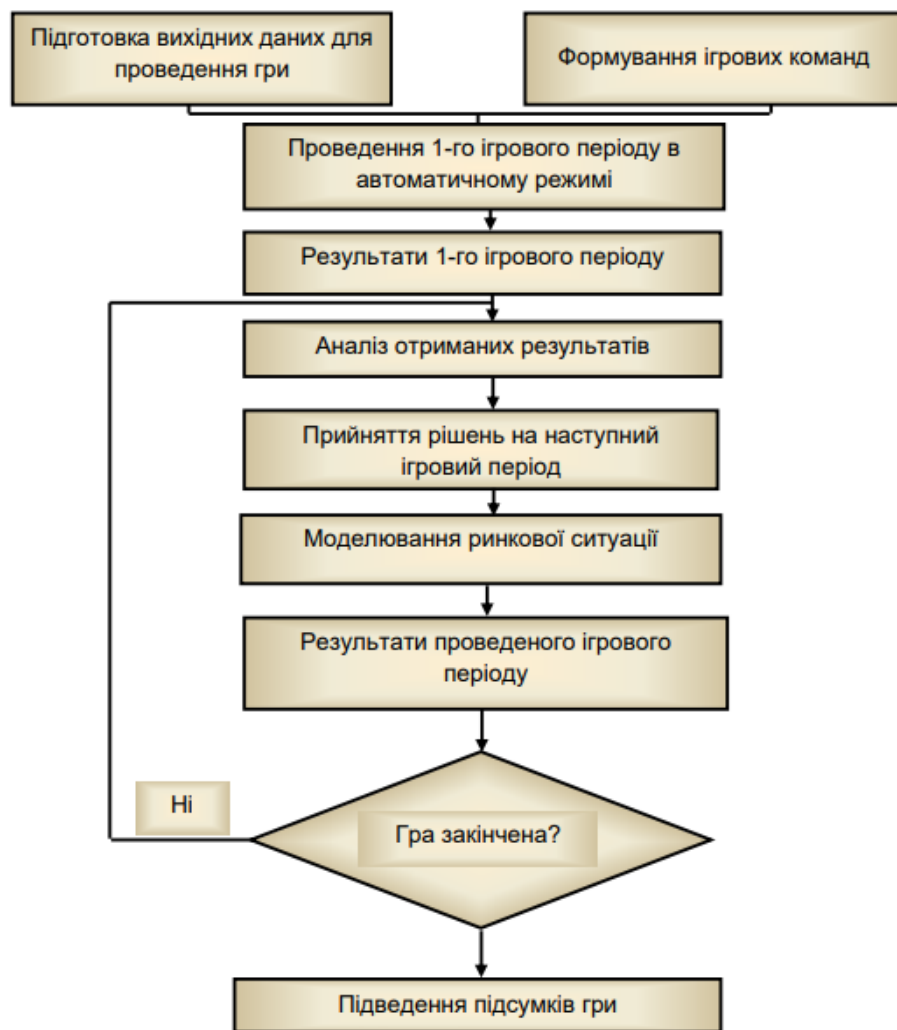 Підготовка вихідних даних для
проведення гри
Формування ігрових команд
Проведення 1-го ігрового періоду в
автоматичному режимі
Результати 1-го ігрового періоду
Аналіз отриманих результатів
Прийняття рішень на наступний
ігровий період
Моделювання ринкової ситуації
Результати проведеного ігрового
періоду
Ні
Гра закінчена?
Підведення підсумків гри